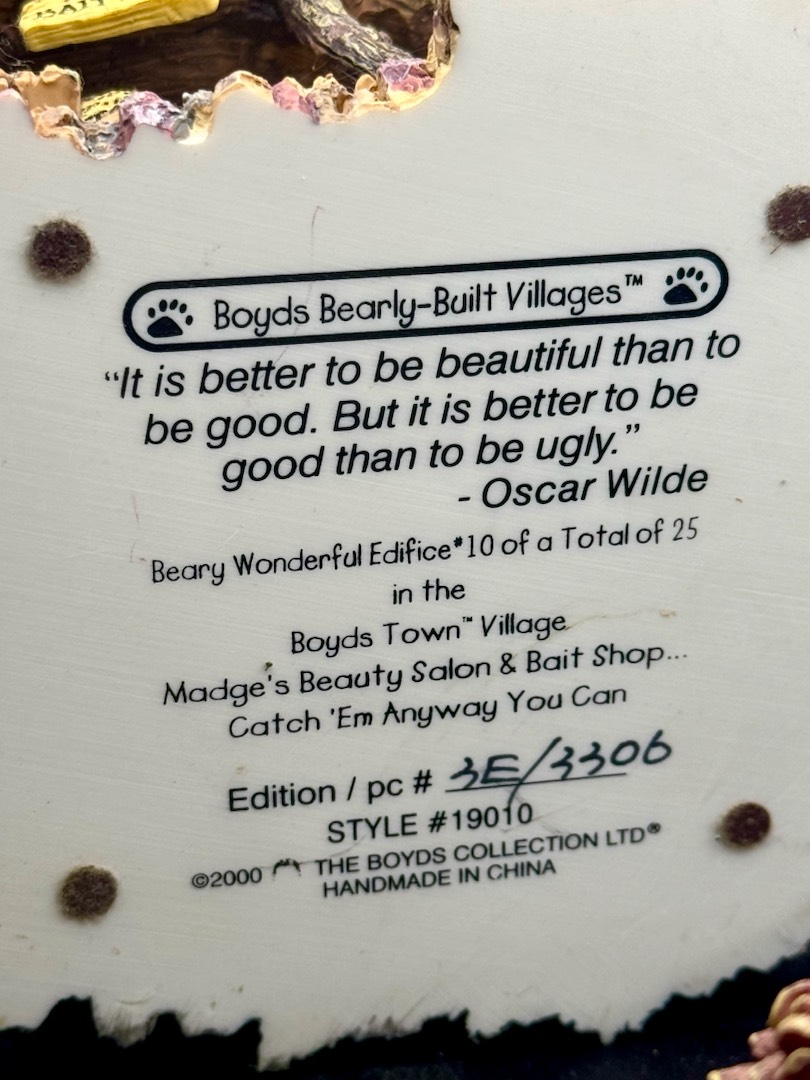 BAIT
Boyds Bearly-Built Villages™
“It is better to be beautiful than to
be good. But it is better to be
good than to be ugly.”
- Oscar Wilde
Beary Wonderful Edifice #10 of a Total of 25
in the
Boyds Town™ Village
Madge's Beauty Salon & Bait Shop...
Catch 'Em Anyway You Can
Edition / pc # 3E/3306
STYLE #19010
©2000 THE BOYDS COLLECTION LTD®
HANDMADE IN CHINA